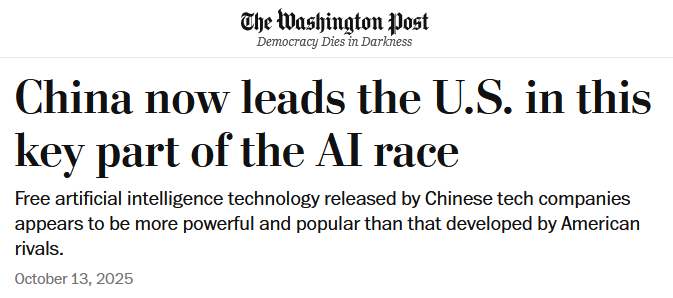 The Washington Post
Democracy Dies in Darkness
China now leads the U.S. in this
key part of the AI race
Free artificial intelligence technology released by Chinese tech companies
appears to be more powerful and popular than that developed by American
rivals.
October 13, 2025